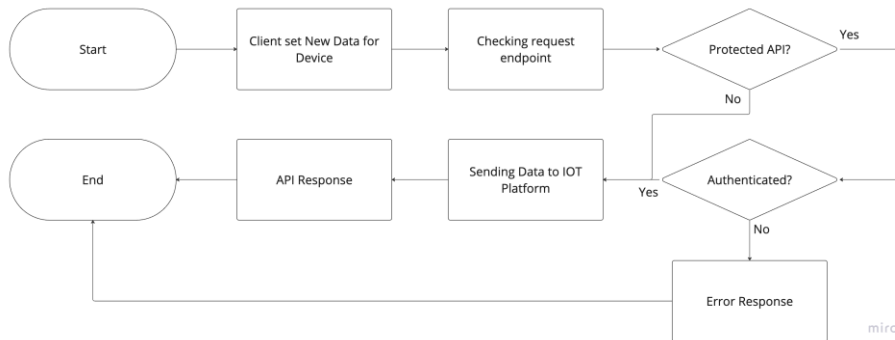 Start
Client set New Data for
Device
Checking request
endpoint
Protected API?
Yes
No
End
API Response
Sending Data to IOT
Platform
Yes
Authenticated?
No
Error Response